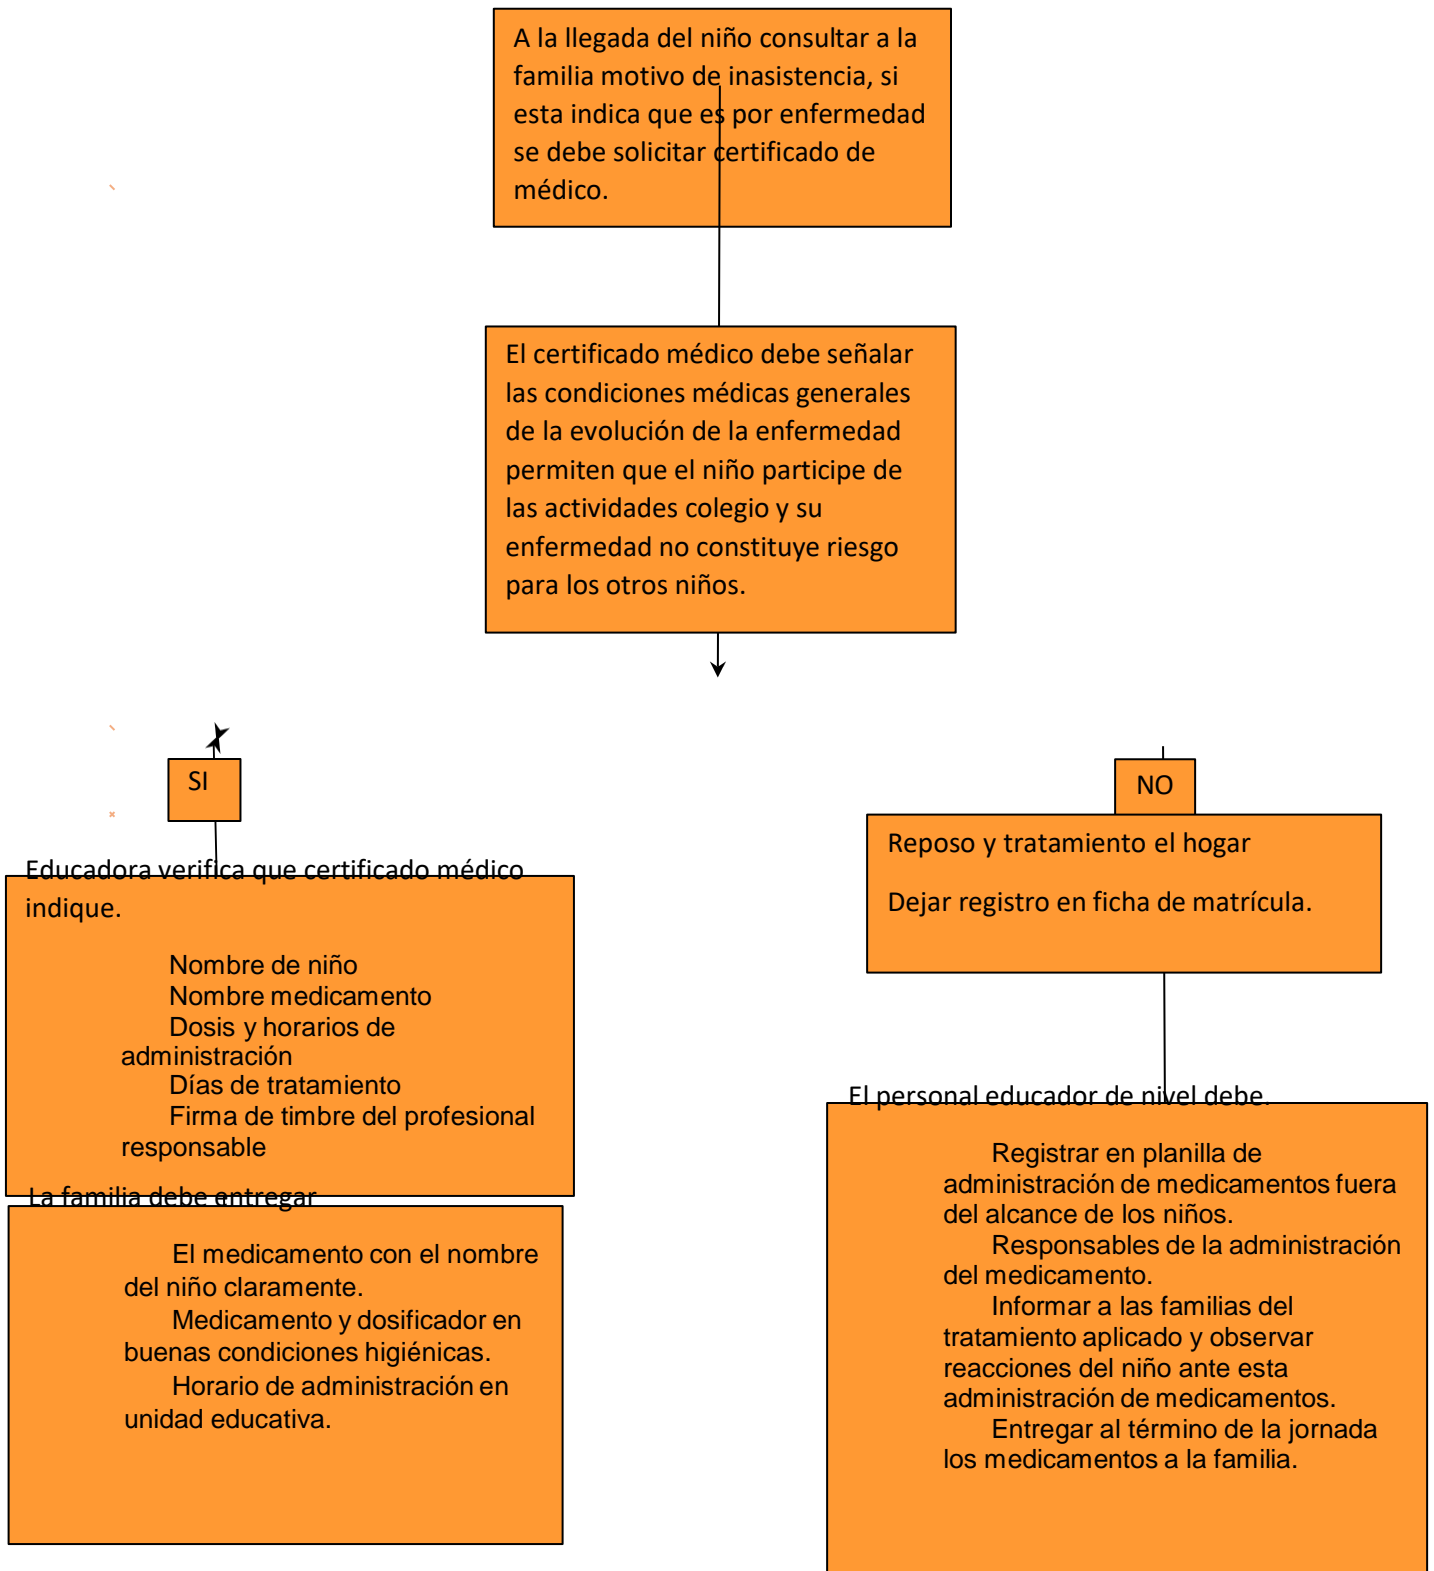 A la llegada del niño consultar a la
familia motivo de inasistencia, si
esta indica que es por enfermedad
se debe solicitar certificado de
médico.
El certificado médico debe señalar
las condiciones médicas generales
de la evolución de la enfermedad
permiten que el niño participe de
las actividades colegio y su
enfermedad no constituye riesgo
para los otros niños.
SI
Educadora verifica que certificado médico
indique.
Nombre de niño
Nombre medicamento
Dosis y horarios de
administración
Días de tratamiento
Firma de timbre del profesional
responsable
La familia debe entregar
El medicamento con el nombre
del niño claramente.
Medicamento y dosificador en
buenas condiciones higiénicas.
Horario de administración en
unidad educativa.
NO
Reposo y tratamiento el hogar
Dejar registro en ficha de matrícula.
El personal educador de nivel debe.
Registrar en planilla de
administración de medicamentos fuera
del alcance de los niños.
Responsables de la administración
del medicamento.
Informar a las familias del
tratamiento aplicado y observar
reacciones del niño ante esta
administración de medicamentos.
Entregar al término de la jornada
los medicamentos a la familia.